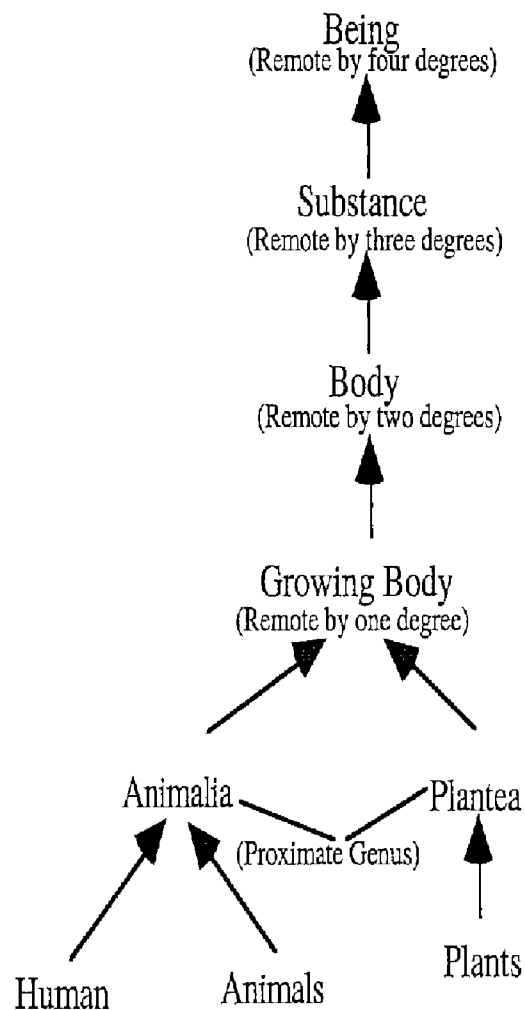 Being
(Remote by four degrees)
Substance
(Remote by three degrees)
Body
(Remote by two degrees)
Growing Body
(Remote by one degree)
Animalia
Plantea
(Proximate Genus)
Human
Animals
Plants